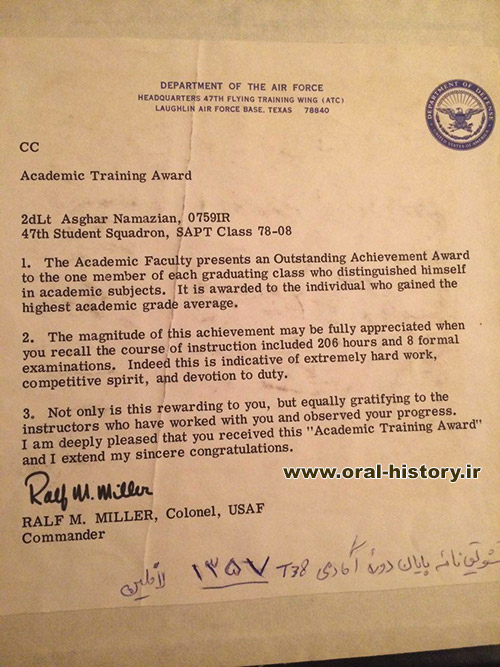 DEPARTMENT OF THE AIR FORCE
HEADQUARTERS 47TH FLYING TRAINING WING (ATC)
LAUGHLIN AIR FORCE BASE, TEXAS 78840
DEPARTMENT OF DEFENSE
UNITED STATES OF AMERICA
CC
Academic Training Award
2dLt Asghar Namazian, 0759IR
47th Student Squadron, SAPT Class 78-08
1. The Academic Faculty presents an Outstanding Achievement Award
to the one member of each graduating class who distinguished himself
in academic subjects. It is awarded to the individual who gained the
highest academic grade average.
2. The magnitude of this achievement may be fully appreciated when
you recall the course of instruction included 206 hours and 8 formal
examinations. Indeed this is indicative of extremely hard work,
competitive spirit, and devotion to duty.
3. Not only is this rewarding to you, but equally gratifying to the
instructors who have worked with you and observed your progress.
I am deeply pleased that you received this "Academic Training Award"
and I extend my sincere congratulations.
www.oral-history.ir
Ralf M. Miller
RALF M. MILLER, Colonel, USAF
Commander
تشویق نامه پایان دوره آکادمی T38 ۱۳۵۷ لافلین